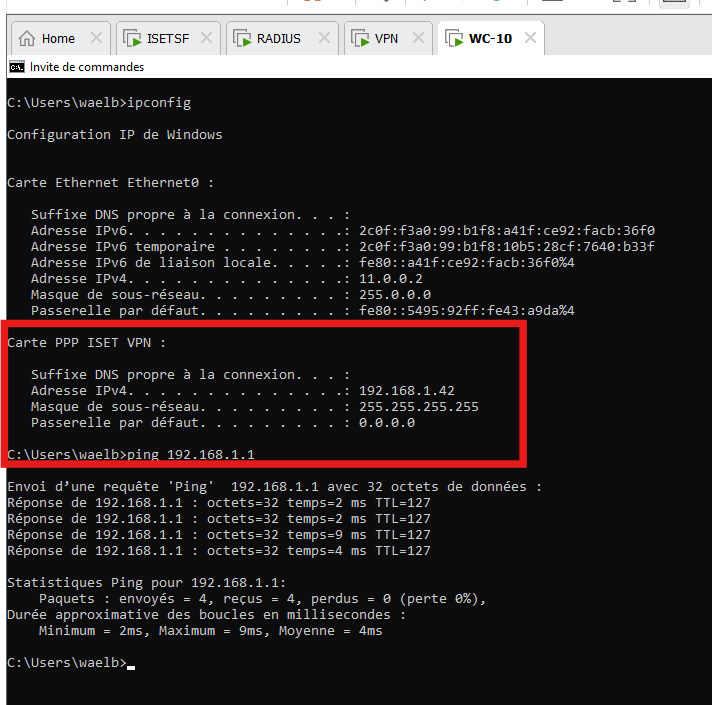 Home ISETSF RADIUS VPN WC-10
Invite de commandes
C:\Users\waelb>ipconfig
Configuration IP de Windows
Carte Ethernet Ethernet0 :
Suffixe DNS propre à la connexion. . . :
Adresse IPv6. . . . . . . . . . . . . .: 2c0f:f3a0:99:b1f8:a41f:ce92:facb:36f0
Adresse IPv6 temporaire . . . . . . . .: 2c0f:f3a0:99:b1f8:10b5:28cf:7640:b33f
Adresse IPv6 de liaison locale. . . . .: fe80::a41f:ce92:facb:36f0%4
Adresse IPv4. . . . . . . . . . . . . .: 11.0.0.2
Masque de sous-réseau. . . . . . . . . : 255.0.0.0
Passerelle par défaut. . . . . . . . . : fe80::5495:92ff:fe43:a9da%4
Carte PPP ISET VPN :
Suffixe DNS propre à la connexion. . . :
Adresse IPv4. . . . . . . . . . . . . .: 192.168.1.42
Masque de sous-réseau. . . . . . . . . : 255.255.255.255
Passerelle par défaut. . . . . . . . . : 0.0.0.0
C:\Users\waelb>ping 192.168.1.1
Envoi d’une requête 'Ping'  192.168.1.1 avec 32 octets de données :
Réponse de 192.168.1.1 : octets=32 temps=2 ms TTL=127
Réponse de 192.168.1.1 : octets=32 temps=2 ms TTL=127
Réponse de 192.168.1.1 : octets=32 temps=9 ms TTL=127
Réponse de 192.168.1.1 : octets=32 temps=4 ms TTL=127
Statistiques Ping pour 192.168.1.1:
Paquets : envoyés = 4, reçus = 4, perdus = 0 (perte 0%),
Durée approximative des boucles en millisecondes :
Minimum = 2ms, Maximum = 9ms, Moyenne = 4ms
C:\Users\waelb>